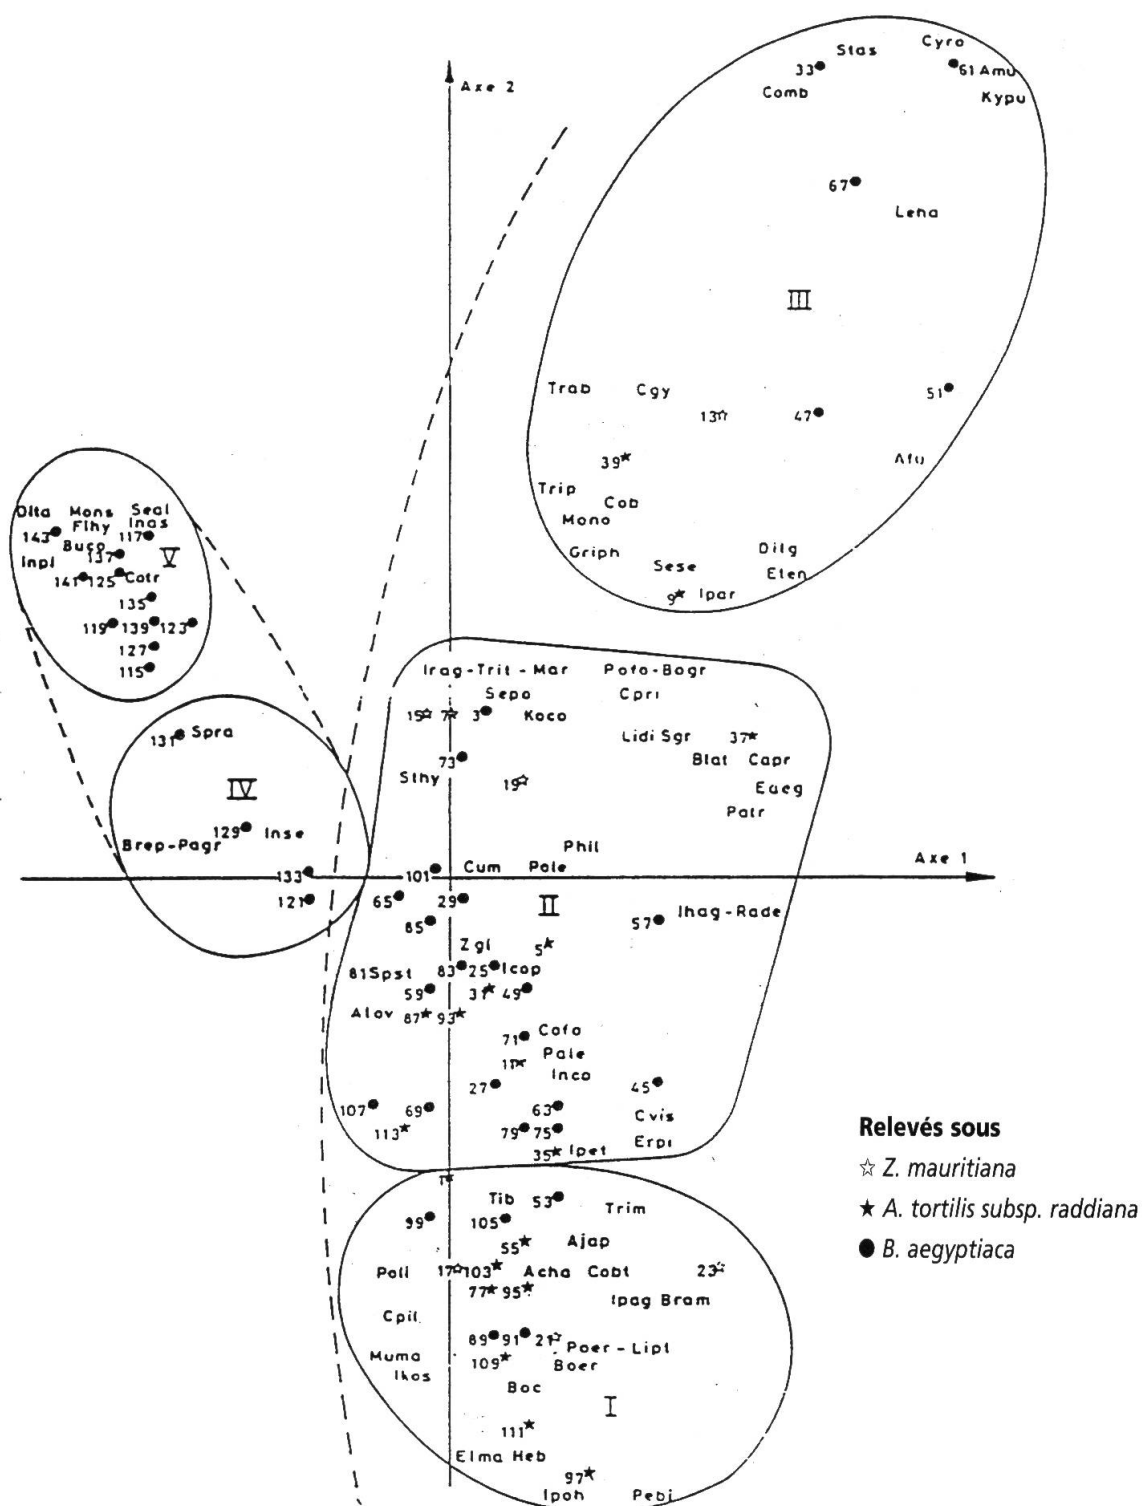 Cyro
Stas
33 61 Amu
Comb Kypu
Axe 2
67
Lena
III
Trab Cgy 51
13 47
39 Afu
Trip Cob
Mono
Griph Ditg
Sese Eten
9 Ipar
Dlta Mons Seal
Flhy Inas
143 117
Buco V
Inpl 137
141 125 Cotr
135
119 139 123
127
115
Irag-Trit-Mar Pofo-Bogr
Sepo Cpri
15 7 3 Koco
131 Spra Lidi Sgr 37
73 Blat Capr
Sthy 19 Eaeg
IV Patr
129 Inse
Brep-Pagr Phil
133 101 Cum Pole Axe 1
121 65 29 II
85 57 Ihag-Rade
Zgl 5
81 Spst 83 25 Icop
59 31 49
Alov 87 93
71 Cofo
11 Pale
27 Inco 45
107 69 63 Cvis
113 79 75 Erpi
35 Ipet
1
Tib 53 Trim
99 105
55 Ajap
Poli 17 103 Acha Cobt 23
77 95 Ipag Bram
Cpil
89 91 21 Poer-Lipt
Muma 109 Boer
Ikos Boc
I
111
Elma Heb
97
Ipoh Pebi
Relevés sous
Z. mauritiana
A. tortilis subsp. raddiana
B. aegyptiaca